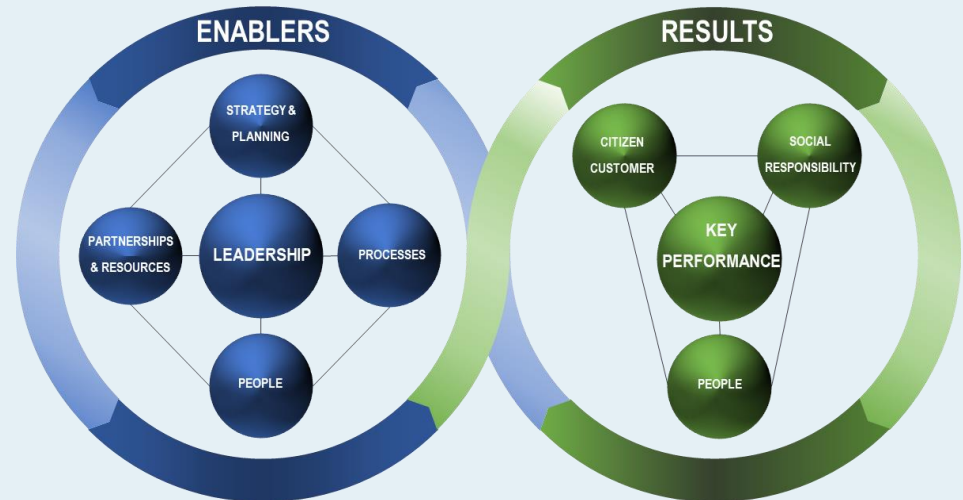 ENABLERS
STRATEGY &
PLANNING
PARTNERSHIPS
& RESOURCES
LEADERSHIP
PROCESSES
PEOPLE
RESULTS
CITIZEN
CUSTOMER
SOCIAL
RESPONSIBILITY
KEY
PERFORMANCE
PEOPLE